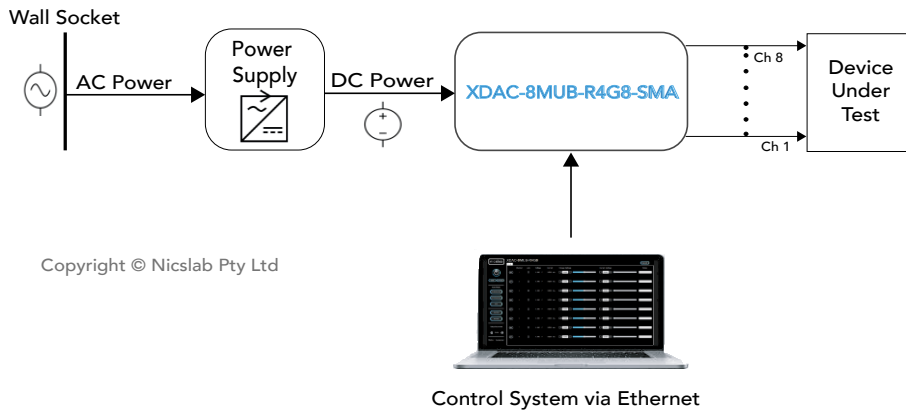 Wall Socket
AC Power
Power
Supply
DC Power
XDAC-8MUB-R4G8-SMA
Ch 8
Ch 1
Device
Under
Test
Copyright © Nicslab Pty Ltd
Control System via Ethernet